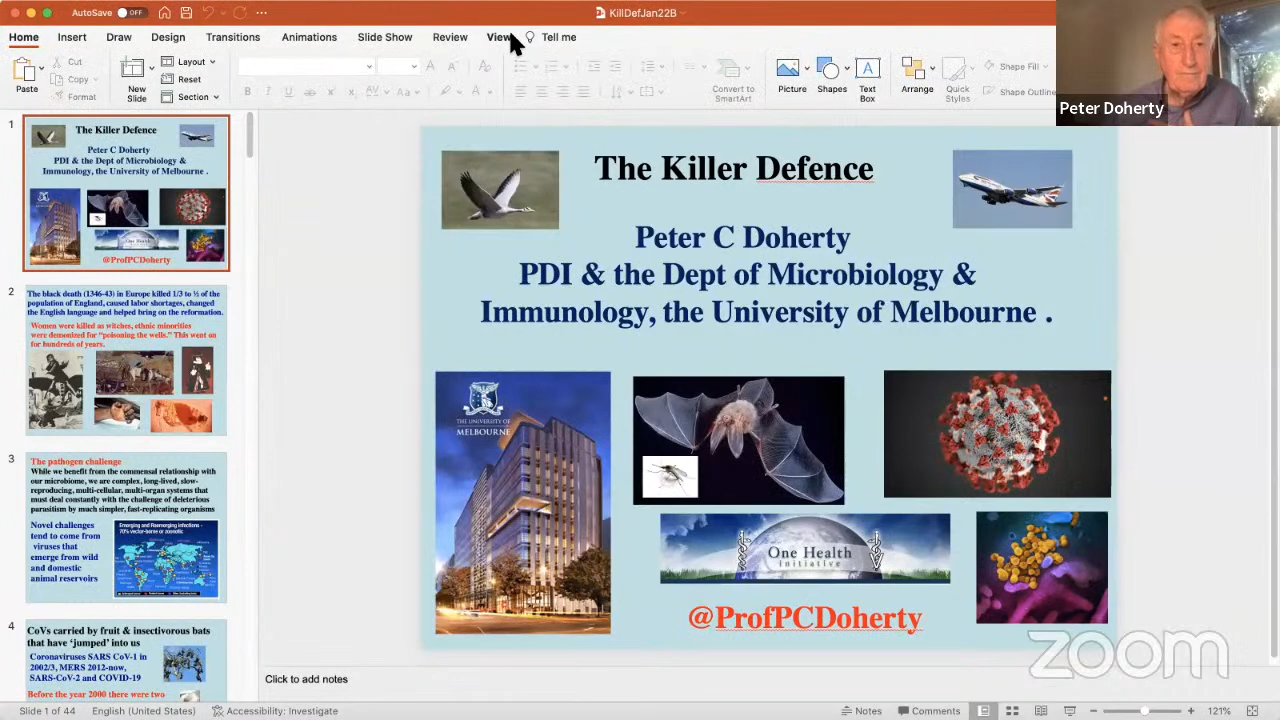 AutoSave OFF
KillDefJan22B
Home Insert Draw Design Transitions Animations Slide Show Review View Tell me
Paste
Cut
Copy
Format
New
Slide
Layout
Reset
Section
B I U
Convert to
SmartArt
Picture
Shapes
Text
Box
Arrange
Quick
Styles
Shape Fill
Shape Outline
Peter Doherty
1
The Killer Defence
Peter C Doherty
PDI & the Dept of Microbiology &
Immunology, the University of Melbourne .
One Health
@ProfPCDoherty
2
The black death (1346-43) in Europe killed 1/3 to ½ of the
population of England, caused labor shortages, changed
the English language and helped bring on the reformation.
Women were killed as witches, ethnic minorities
were demonized for “poisoning the wells.” This went on
for hundreds of years.
3
The pathogen challenge
While we benefit from the commensal relationship with
our microbiome, we are complex, long-lived, slow-
reproducing, multi-cellular, multi-organ systems that
must deal constantly with the challenge of deleterious
parasitism by much simpler, fast-replicating organisms
Novel challenges
tend to come from
viruses that
emerge from wild
and domestic
animal reservoirs
Emerging and Reemerging Infections -
70% vector-borne or zoonotic
4
CoVs carried by fruit & insectivorous bats
that have ‘jumped’ into us
Coronaviruses SARS CoV-1 in
2002/3, MERS 2012-now,
SARS-CoV-2 and COVID-19
Before the year 2000 there were two
The Killer Defence
Peter C Doherty
PDI & the Dept of Microbiology &
Immunology, the University of Melbourne .
THE UNIVERSITY OF
MELBOURNE
One Health
Initiative
@ProfPCDoherty
zoom
Click to add notes
Slide 1 of 44 English (United States) Accessibility: Investigate Notes Comments 121%